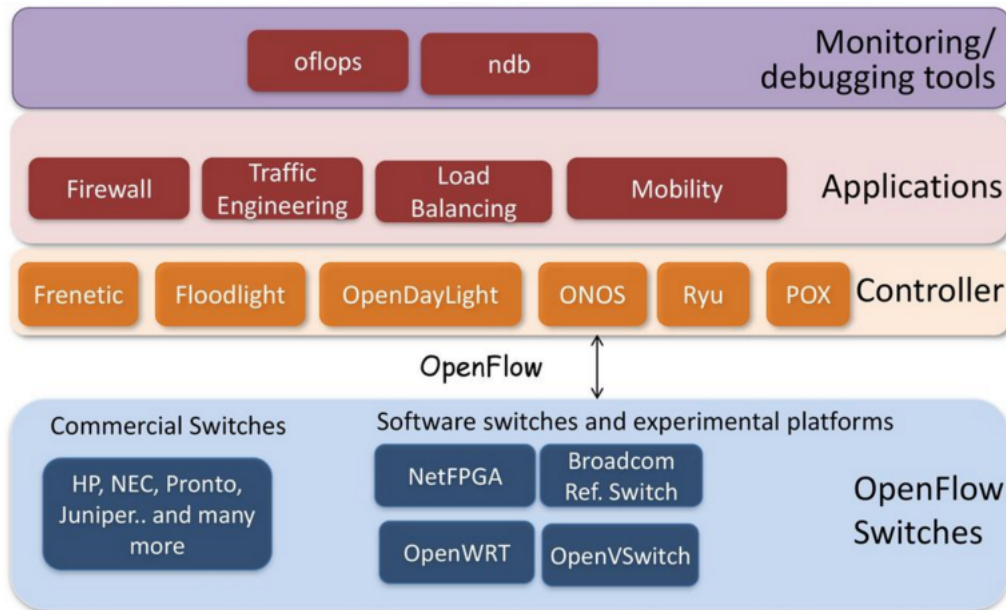 oflops
ndb
Monitoring/
debugging tools
Firewall
Traffic
Engineering
Load
Balancing
Mobility
Applications
Frenetic
Floodlight
OpenDayLight
ONOS
Ryu
POX
Controller
OpenFlow
Commercial Switches
Software switches and experimental platforms
HP, NEC, Pronto,
Juniper.. and many
more
NetFPGA
Broadcom
Ref. Switch
OpenWRT
OpenVSwitch
OpenFlow
Switches